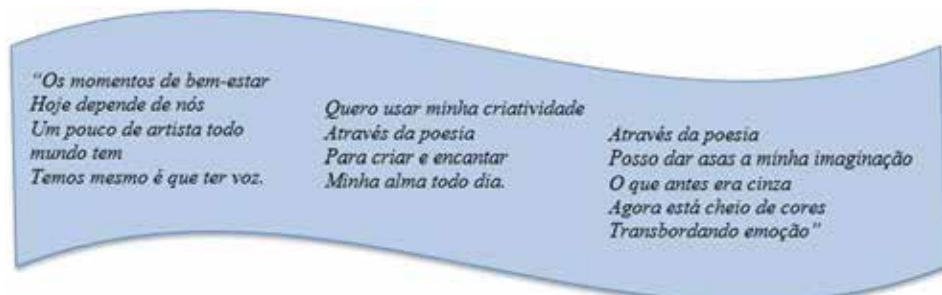 “Os momentos de bem-estar
Hoje depende de nós
Um pouco de artista todo
mundo tem
Temos mesmo é que ter voz.
Quero usar minha criatividade
Através da poesia
Para criar e encantar
Minha alma todo dia.
Através da poesia
Posso dar asas a minha imaginação
O que antes era cinza
Agora está cheio de cores
Transbordando emoção”